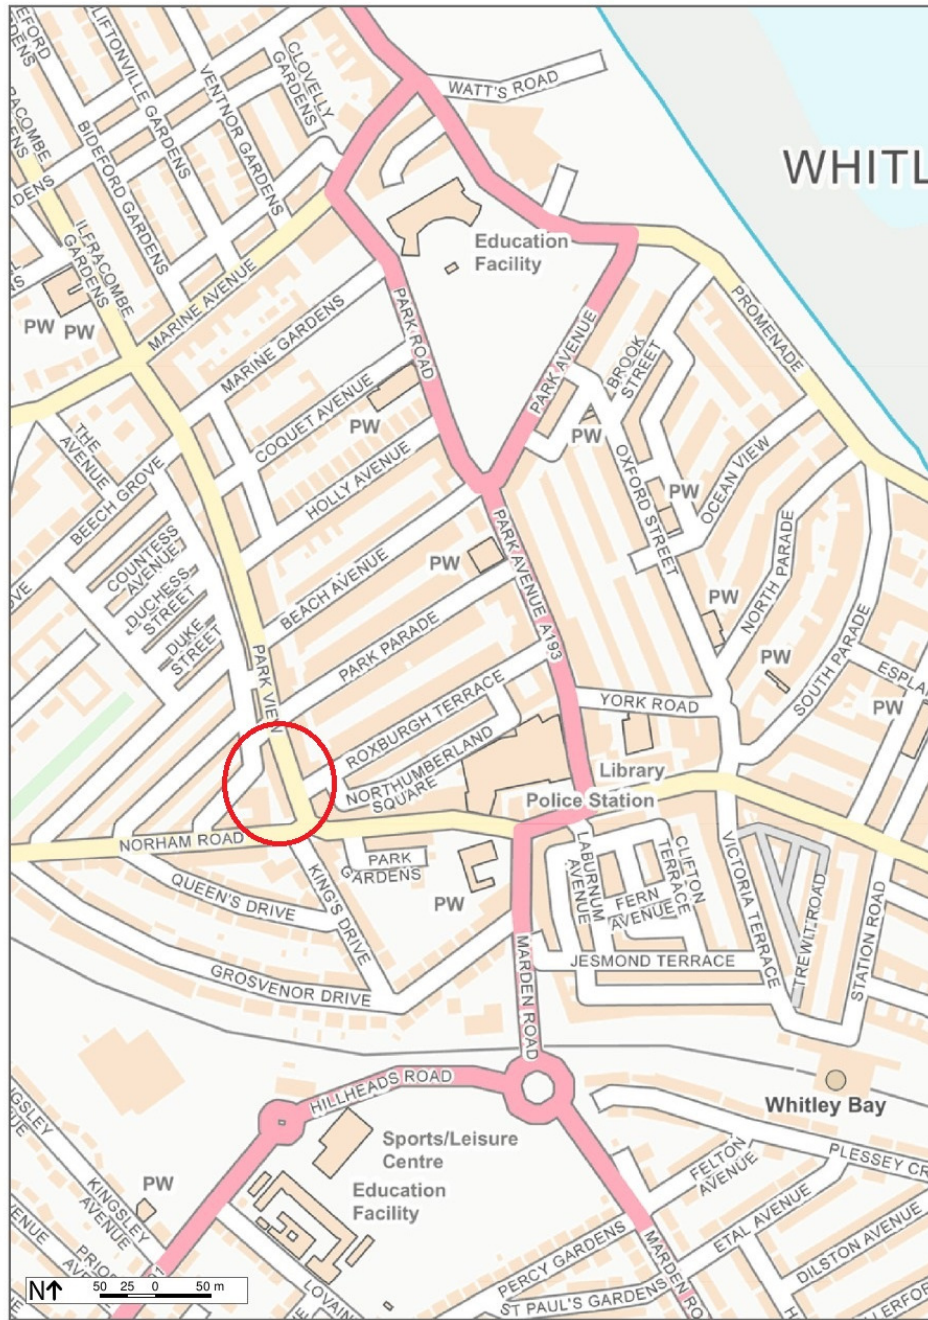 WATT'S ROAD
CLOVELLY
GARDENS
VENTNOR GARDENS
BIDEFORD GARDENS
ILFRACOMBE
GARDENS
WHITL
Education
Facility
PW
PW
MARINE AVENUE
MARINE GARDENS
PARK ROAD
PARK AVENUE
BROOK
STREET
PROMENADE
COQUET AVENUE
PW
HOLLY AVENUE
THE
AVENUE
BEECH GROVE
PW
OXFORD STREET
OCEAN VIEW
PW
COUNTESS
AVENUE
DUCHESS
STREET
DUKE
STREET
BEACH AVENUE
PW
PARK AVENUE A193
NORTH PARADE
PW
PARK PARADE
PARK VIEW
SOUTH PARADE
PW
ESPLA
PW
ROXBURGH TERRACE
YORK ROAD
NORTHUMBERLAND
SQUARE
Library
Police Station
NORHAM ROAD
PARK
GARDENS
QUEEN'S DRIVE
KING'S DRIVE
PW
LABURNUM
AVENUE
FERN
AVENUE
CLIFTON
TERRACE
VICTORIA TERRACE
TREWIT ROAD
STATION ROAD
JESMOND TERRACE
GROSVENOR DRIVE
MARDEN ROAD
HILLHEADS ROAD
Whitley Bay
Sports/Leisure
Centre
Education
Facility
PW
KINGSLEY
AVENUE
FELTON
AVENUE
PLESSEY CR
ETAL AVENUE
DILSTON AVENUE
PERCY GARDENS
ST PAUL'S GARDENS
MARDEN RO
LOVAIN
N
50 25 0 50 m